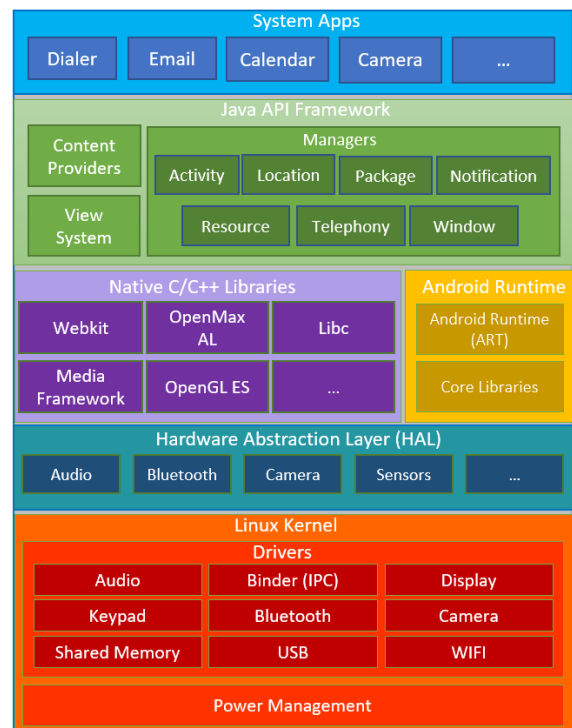 System Apps
Dialer
Email
Calendar
Camera
...
Java API Framework
Content
Providers
View
System
Managers
Activity
Location
Package
Notification
Resource
Telephony
Window
Native C/C++ Libraries
Webkit
OpenMax
AL
Libc
Media
Framework
OpenGL ES
...
Android Runtime
Android Runtime
(ART)
Core Libraries
Hardware Abstraction Layer (HAL)
Audio
Bluetooth
Camera
Sensors
...
Linux Kernel
Drivers
Audio
Binder (IPC)
Display
Keypad
Bluetooth
Camera
Shared Memory
USB
WIFI
Power Management